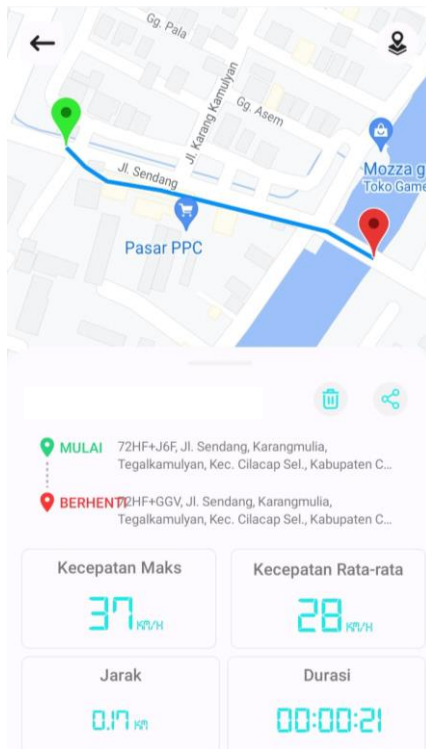 Gg. Pala
Gg. Asem
Jl. Karang Kamulyan
Mozza g
Toko Game
Jl. Sendang
Pasar PPC
MULAI 72HF+J6F, Jl. Sendang, Karangmulia,
Tegalkamulyan, Kec. Cilacap Sel., Kabupaten C...
BERHENTI 72HF+GGV, Jl. Sendang, Karangmulia,
Tegalkamulyan, Kec. Cilacap Sel., Kabupaten C...
Kecepatan Maks
37 KM/H
Kecepatan Rata-rata
28 KM/H
Jarak
0.17 KM
Durasi
00:00:21